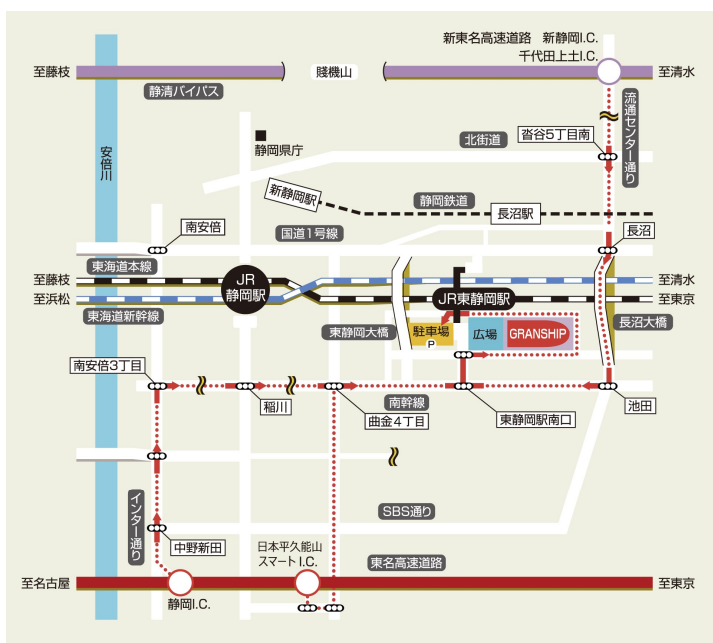 新東名高速道路　新静岡I.C.
千代田上土I.C.
至藤枝
賤機山
至清水
静清バイパス
流通センター通り
沓谷5丁目南
北街道
静岡県庁
安倍川
新静岡駅
静岡鉄道
長沼駅
南安倍
国道1号線
長沼
東海道本線
至藤枝
JR
静岡駅
至清水
至浜松
JR東静岡駅
至東京
東海道新幹線
東静岡大橋
駐車場
P
広場
GRANSHIP
長沼大橋
南安倍3丁目
稲川
南幹線
曲金4丁目
東静岡駅南口
池田
インター通り
SBS通り
中野新田
日本平久能山
スマートI.C.
東名高速道路
至名古屋
至東京
静岡I.C.